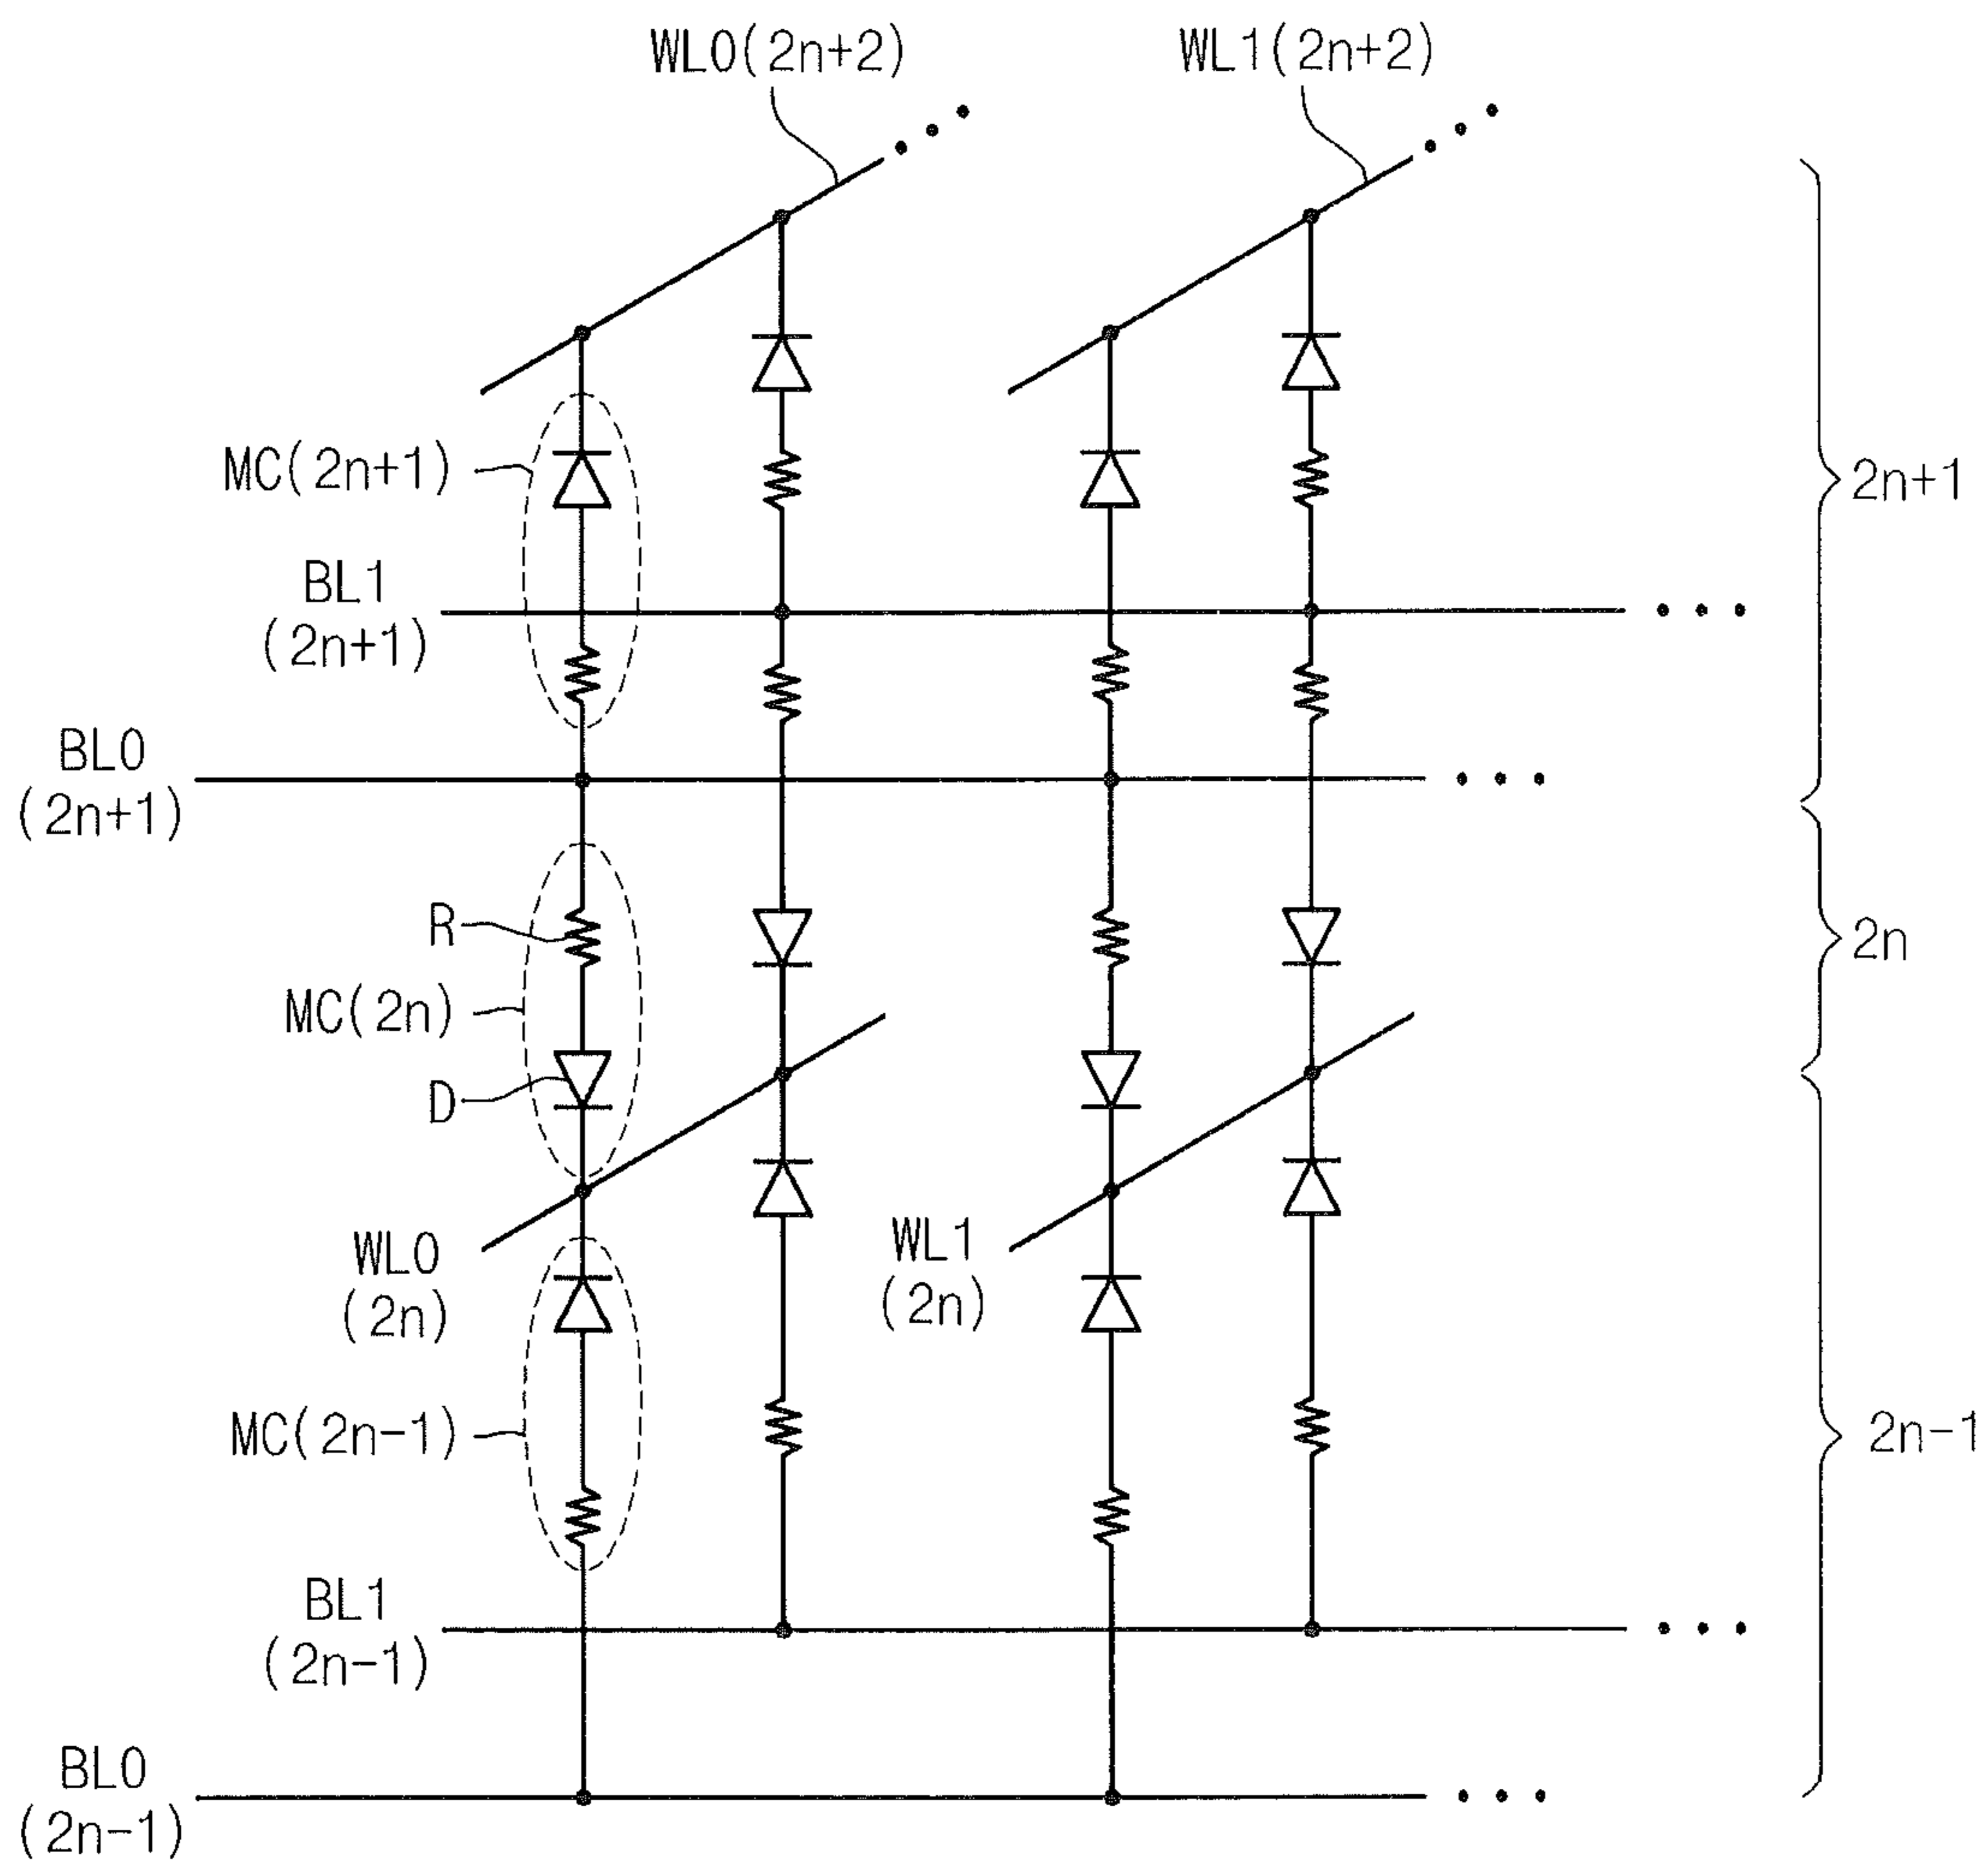 WL0(2n+2)
WL1(2n+2)
MC(2n+1)
2n+1
BL1
(2n+1)
BL0
(2n+1)
R
2n
MC(2n)
D
WL0
(2n)
WL1
(2n)
MC(2n-1)
2n-1
BL1
(2n-1)
BL0
(2n-1)